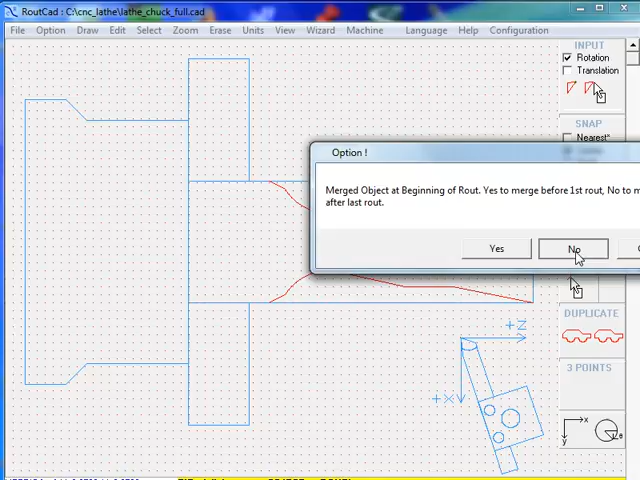 RoutCad : C:\cnc_lathe\lathe_chuck_full.cad
File Option Draw Edit Select Zoom Erase Units View Wizard Machine Language Help Configuration
INPUT
Rotation
Translation
SNAP
Nearest*
Option !
Merged Object at Beginning of Rout. Yes to merge before 1st rout, No to m
after last rout.
Yes No
DUPLICATE
3 POINTS
+Z
+X
x
y